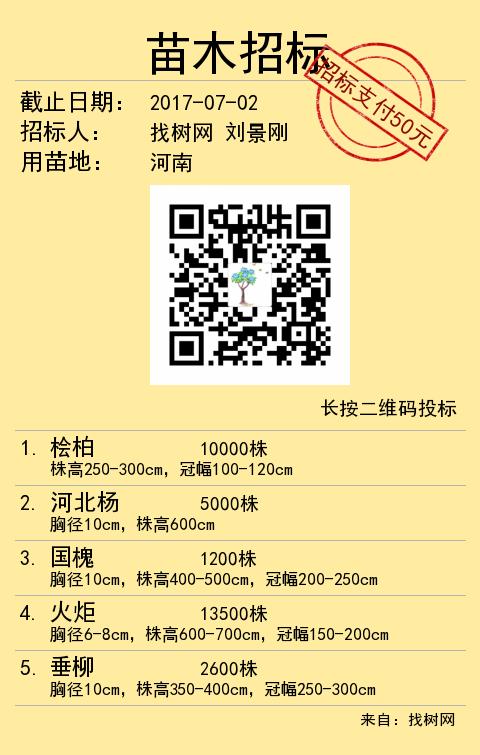 苗木招标
招标支付50元
截止日期: 2017-07-02
招标人: 找树网 刘景刚
用苗地: 河南
长按二维码投标
1. 桧柏 10000株
株高250-300cm, 冠幅100-120cm
2. 河北杨 5000株
胸径10cm, 株高600cm
3. 国槐 1200株
胸径10cm, 株高400-500cm, 冠幅200-250cm
4. 火炬 13500株
胸径6-8cm, 株高600-700cm, 冠幅150-200cm
5. 垂柳 2600株
胸径10cm, 株高350-400cm, 冠幅250-300cm
来自: 找树网